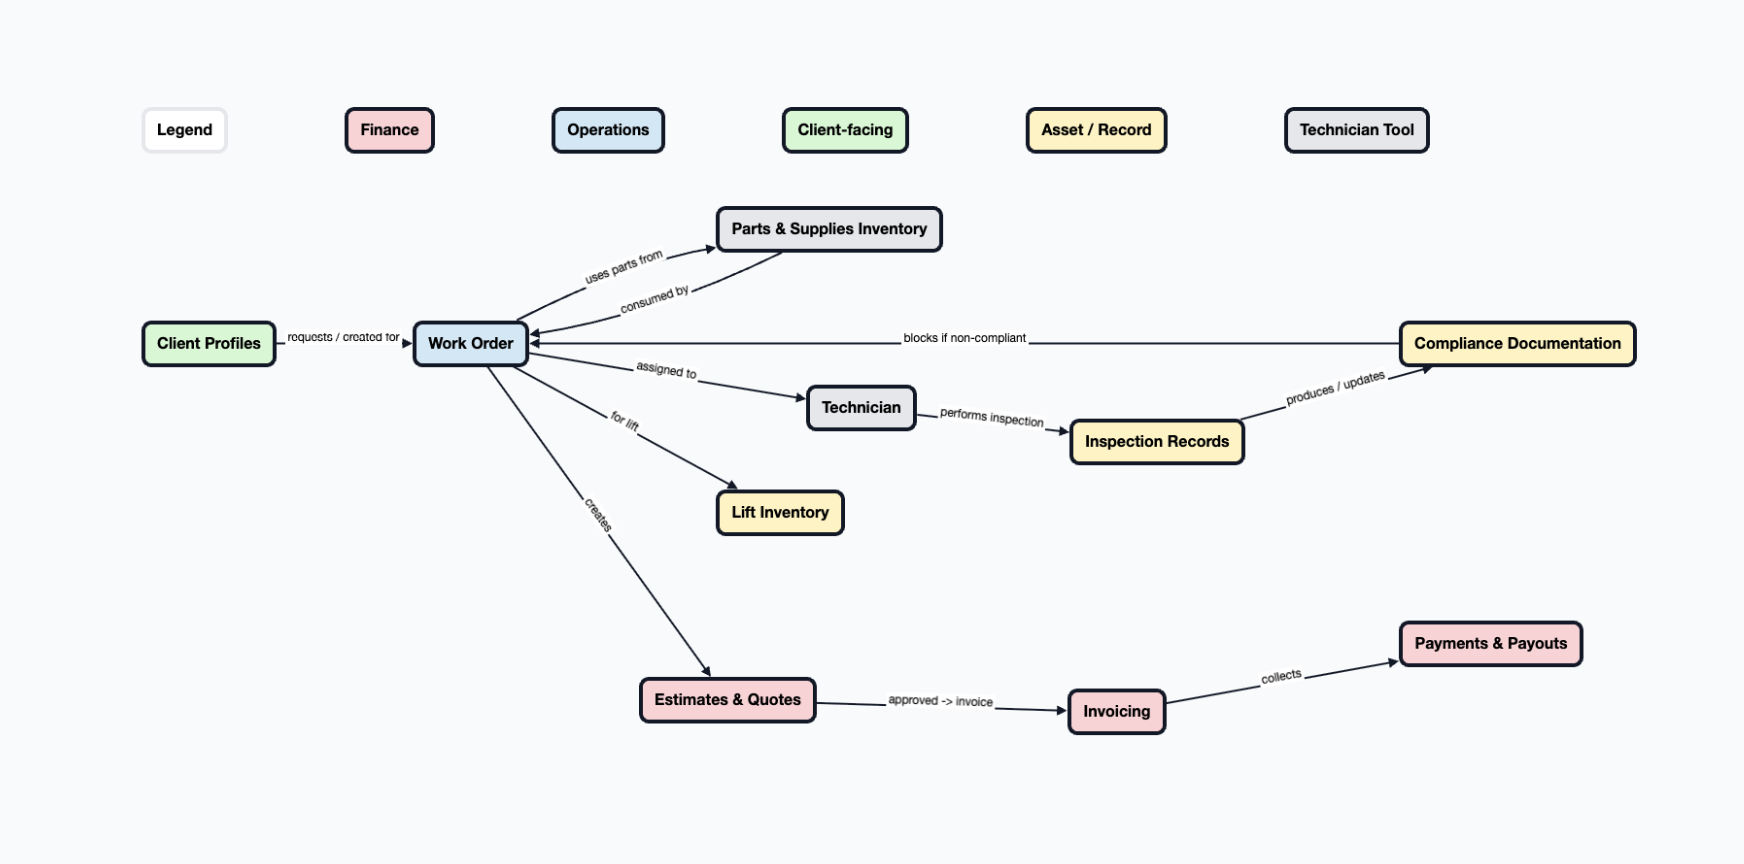 Legend
Finance
Operations
Client-facing
Asset / Record
Technician Tool
Parts & Supplies Inventory
uses parts from
consumed by
Client Profiles
requests / created for
Work Order
blocks if non-compliant
Compliance Documentation
assigned to
Technician
performs inspection
Inspection Records
produces / updates
for lift
Lift Inventory
creates
Estimates & Quotes
approved -> invoice
Invoicing
collects
Payments & Payouts